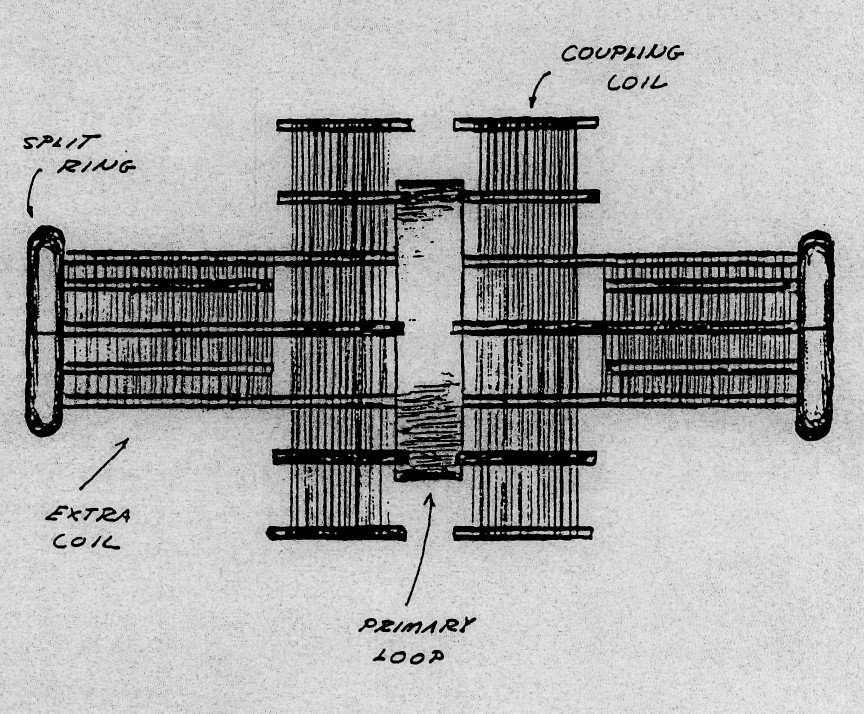 COUPLING
COIL
SPLIT
RING
EXTRA
COIL
PRIMARY
LOOP